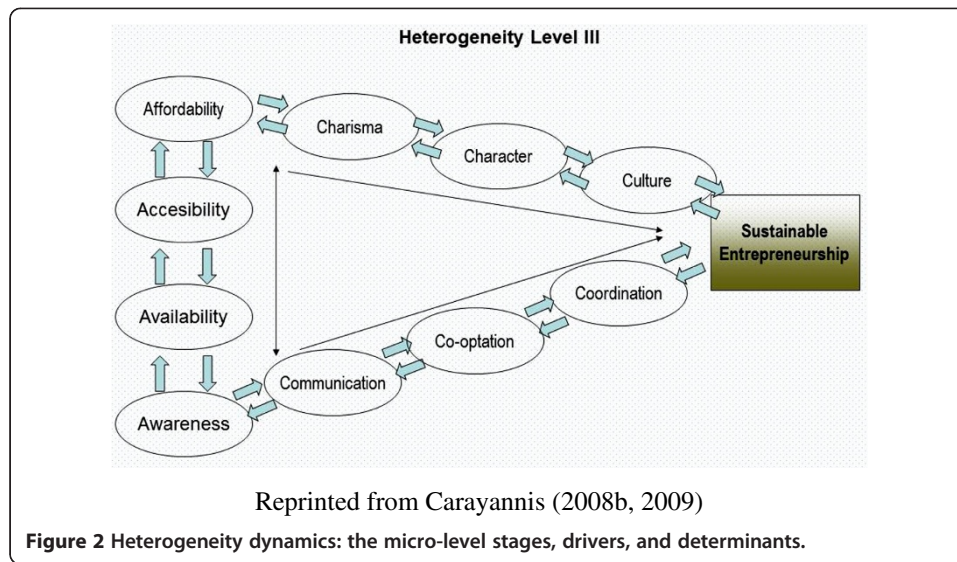 Heterogeneity Level III
Affordability
Charisma
Character
Culture
Accesibility
Sustainable
Entrepreneurship
Availability
Coordination
Co-optation
Communication
Awareness
Reprinted from Carayannis (2008b, 2009)
Figure 2 Heterogeneity dynamics: the micro-level stages, drivers, and determinants.